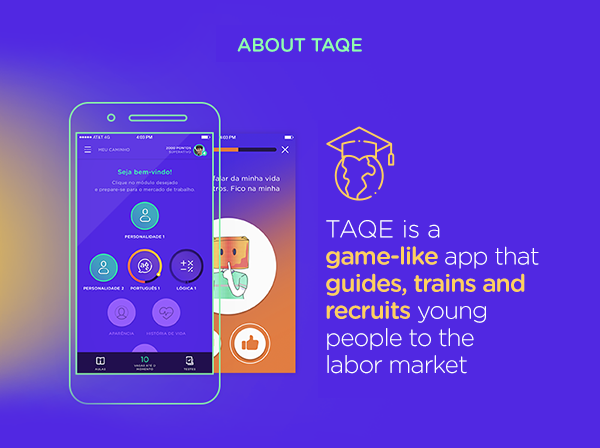 ABOUT TAQE
AT&T 4G 4:03 PM
4:03 PM
MEU CAMINHO
2000 PONTOS
Seja bem-vindo!
Clique no módulo desejado
e prepare-se para o mercado de trabalho
PERSONALIDADE 1
PERSONALIDADE 2 PORTUGUÊS 1 LÓGICA 1
APARÊNCIA HISTÓRIA DE VIDA
10
AULAS VAGAS ATÉ O MOMENTO TESTES
falar da minha vida
tros. Fico na minha
TAQE is a
game-like app that
guides, trains and
recruits young
people to the
labor market